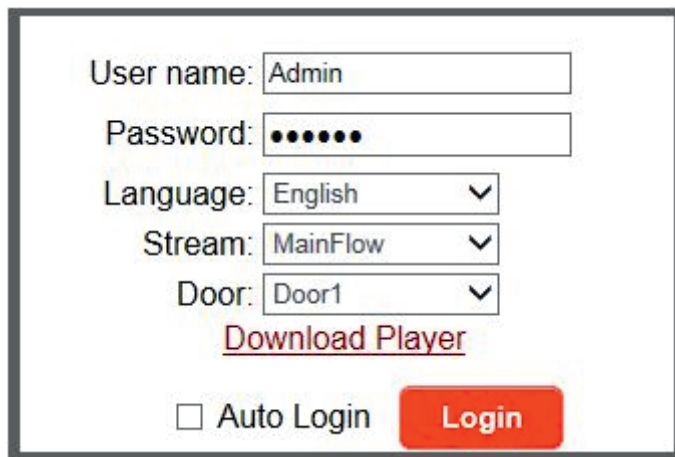 User name: Admin
Password: ••••••
Language: English
Stream: MainFlow
Door: Door1
Download Player
Auto Login Login